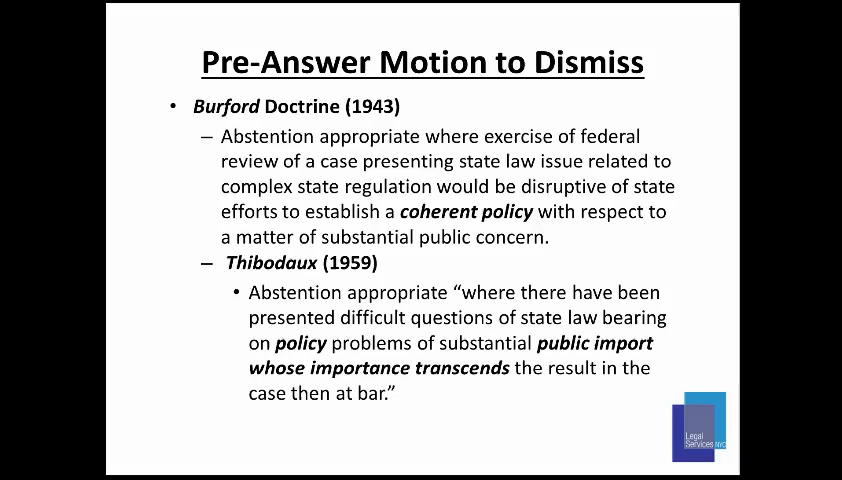 Pre-Answer Motion to Dismiss
• Burford Doctrine (1943)
– Abstention appropriate where exercise of federal
review of a case presenting state law issue related to
complex state regulation would be disruptive of state
efforts to establish a coherent policy with respect to
a matter of substantial public concern.
– Thibodaux (1959)
• Abstention appropriate “where there have been
presented difficult questions of state law bearing
on policy problems of substantial public import
whose importance transcends the result in the
case then at bar.”
Legal
Services NYC